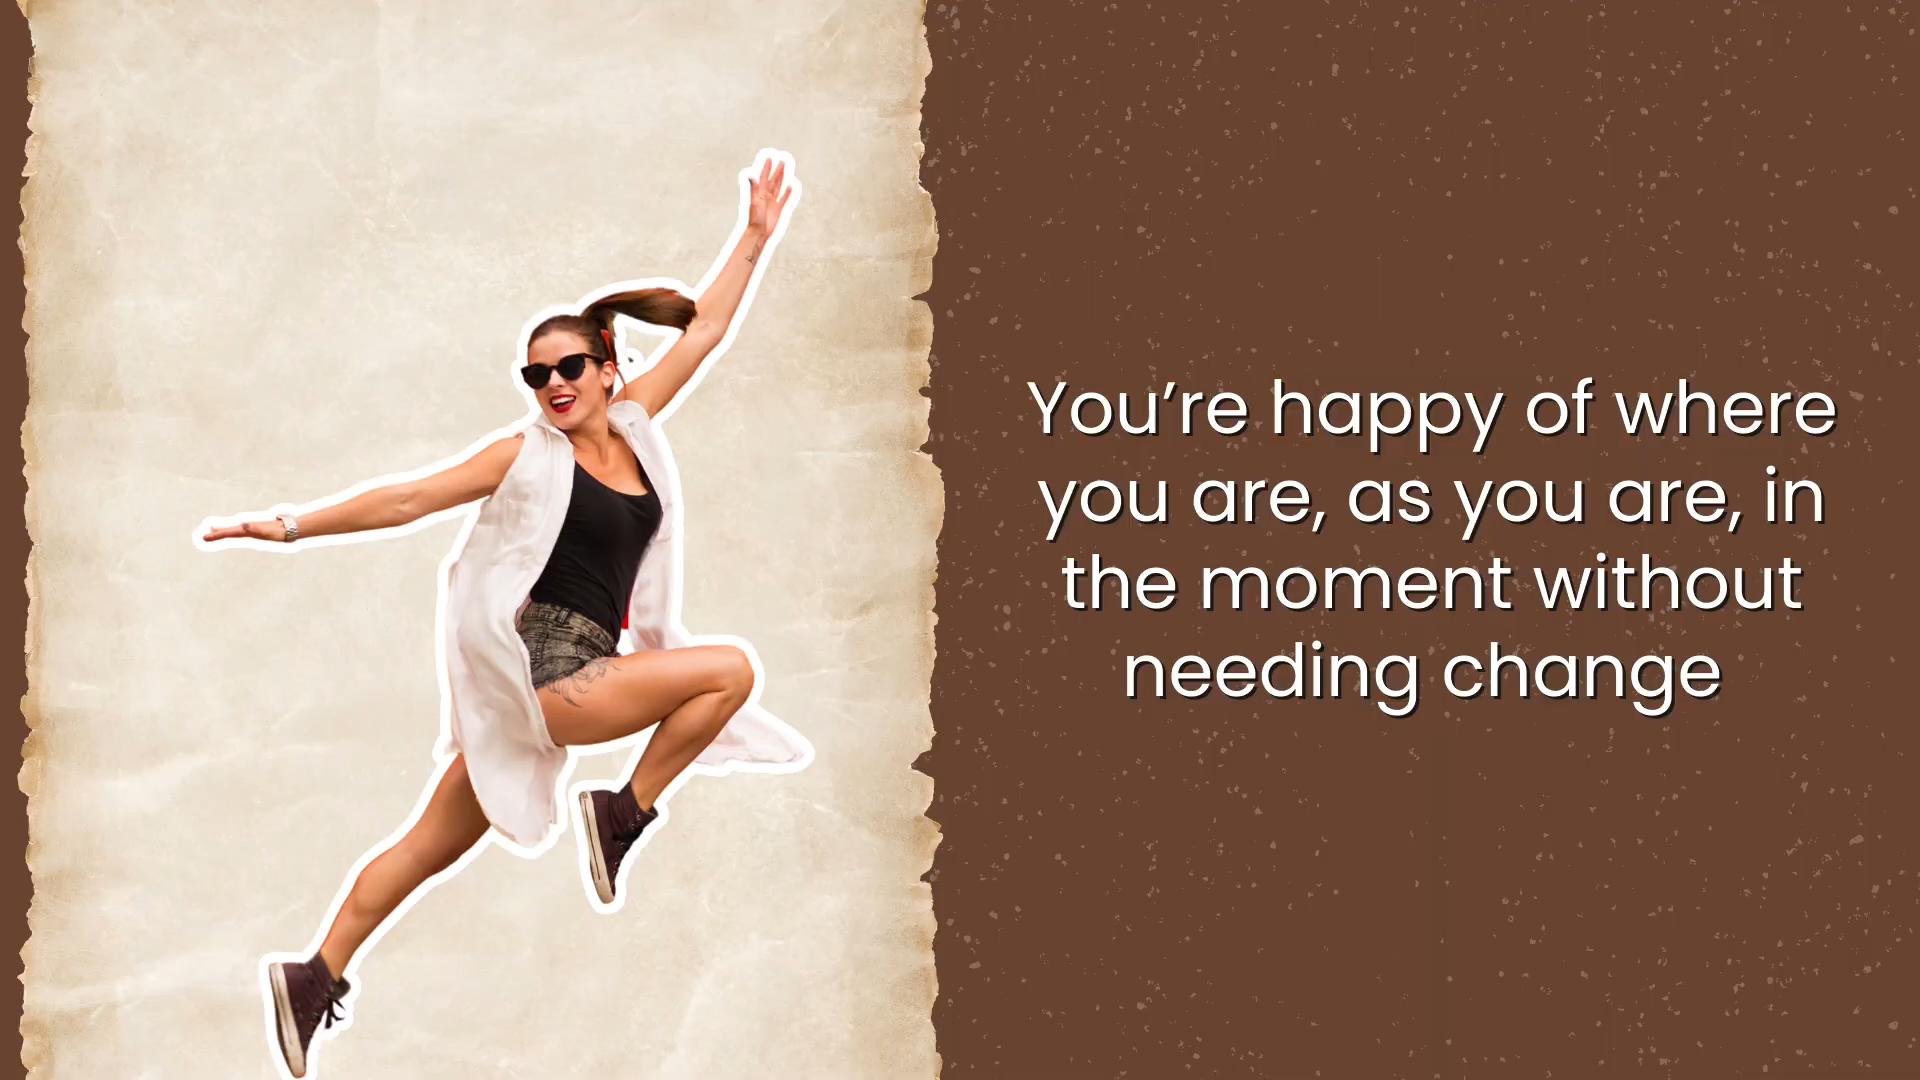 You’re happy of where
you are, as you are, in
the moment without
needing change